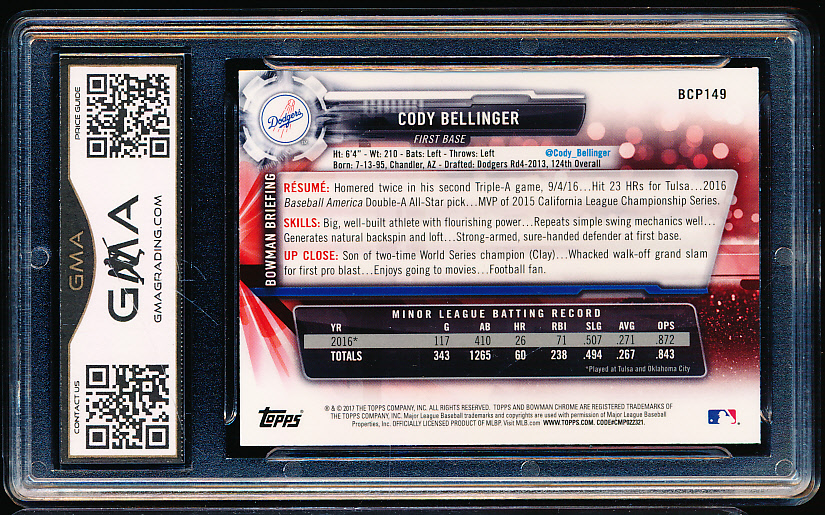 PRICE GUIDE
GMA
GMA
GMAGRADING.COM
CONTACT US
Dodgers
BCP149
CODY BELLINGER
FIRST BASE
Ht: 6'4" - Wt: 210 - Bats: Left - Throws: Left @Cody_Bellinger
Born: 7-13-95, Chandler, AZ - Drafted: Dodgers Rd4-2013, 124th Overall
BOWMAN BRIEFING
RÉSUMÉ: Homered twice in his second Triple-A game, 9/4/16...Hit 23 HRs for Tulsa...2016
Baseball America Double-A All-Star pick...MVP of 2015 California League Championship Series.
SKILLS: Big, well-built athlete with flourishing power...Repeats simple swing mechanics well...
Generates natural backspin and loft...Strong-armed, sure-handed defender at first base.
UP CLOSE: Son of two-time World Series champion (Clay)...Whacked walk-off grand slam
for first pro blast...Enjoys going to movies...Football fan.
MINOR LEAGUE BATTING RECORD
YR G AB HR RBI SLG AVG OPS
2016* 117 410 26 71 .507 .271 .872
TOTALS 343 1265 60 238 .494 .267 .843
*Played at Tulsa and Oklahoma City
Topps
® & © 2017 THE TOPPS COMPANY, INC. ALL RIGHTS RESERVED. TOPPS AND BOWMAN CHROME ARE REGISTERED TRADEMARKS OF
THE TOPPS COMPANY, INC. Major League Baseball trademarks and copyrights are used with permission of Major League Baseball
Properties, Inc. OFFICIALLY LICENSED PRODUCT OF MLBP. Visit MLB.com WWW.TOPPS.COM. CODE#CMP022321.